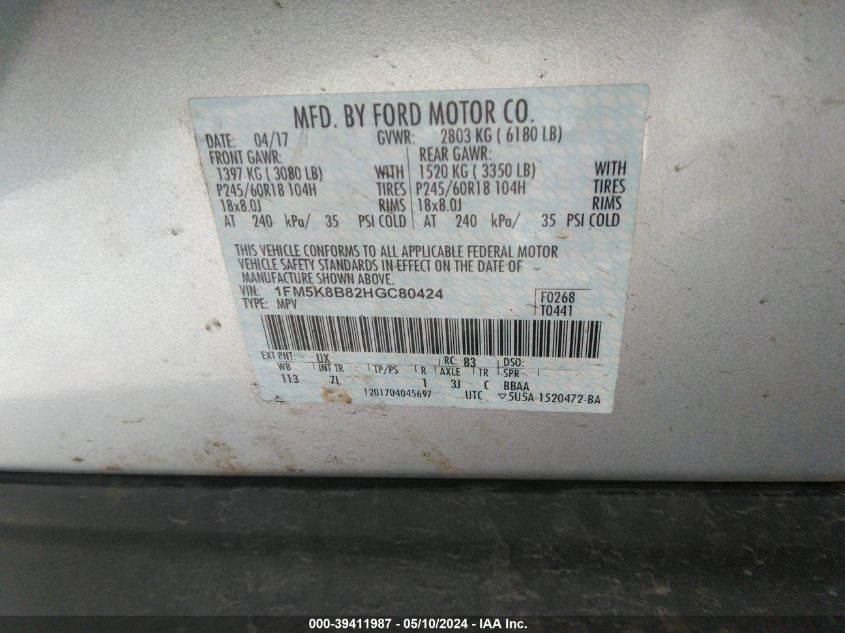 MFD. BY FORD MOTOR CO.
DATE: 04/17 GVWR: 2803 KG ( 6180 LB)
FRONT GAWR: REAR GAWR:
1397 KG ( 3080 LB) WITH 1520 KG ( 3350 LB) WITH
P245/60R18 104H TIRES P245/60R18 104H TIRES
18x8.0J RIMS 18x8.0J RIMS
AT 240 kPa/ 35 PSI COLD AT 240 kPa/ 35 PSI COLD
THIS VEHICLE CONFORMS TO ALL APPLICABLE FEDERAL MOTOR
VEHICLE SAFETY STANDARDS IN EFFECT ON THE DATE OF
MANUFACTURE SHOWN ABOVE.
VIN: 1FM5K8B82HGC80424 F0268
TYPE: MPV T0441
EXT PNT: UX RC: 83 DSO:
WB INT TR TP/PS R AXLE TR SPR
113 7L 1 3J C BBAA
1201704045697 UTC ▽5U5A-1520472-BA
000-39411987 - 05/10/2024 - IAA Inc.